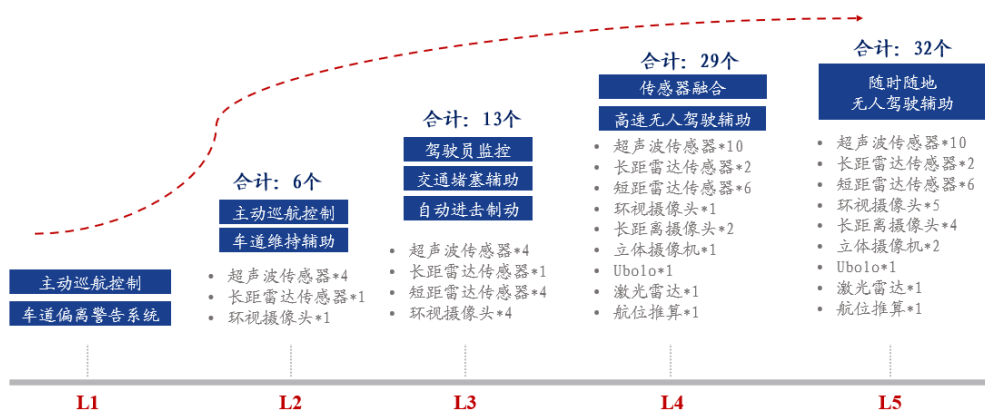 主动巡航控制
车道偏离警告系统
L1
合计：6个
主动巡航控制
车道维持辅助
• 超声波传感器*4
• 长距雷达传感器*1
• 环视摄像头*1
L2
合计：13个
驾驶员监控
交通堵塞辅助
自动进击制动
• 超声波传感器*4
• 长距雷达传感器*1
• 短距雷达传感器*4
• 环视摄像头*4
L3
合计：29个
传感器融合
高速无人驾驶辅助
• 超声波传感器*10
• 长距雷达传感器*2
• 短距雷达传感器*6
• 环视摄像头*1
• 长距离摄像头*2
• 立体摄像机*1
• Ubolo*1
• 激光雷达*1
• 航位推算*1
L4
合计：32个
随时随地
无人驾驶辅助
• 超声波传感器*10
• 长距雷达传感器*2
• 短距雷达传感器*6
• 环视摄像头*5
• 长距离摄像头*4
• 立体摄像机*2
• Ubolo*1
• 激光雷达*1
• 航位推算*1
L5